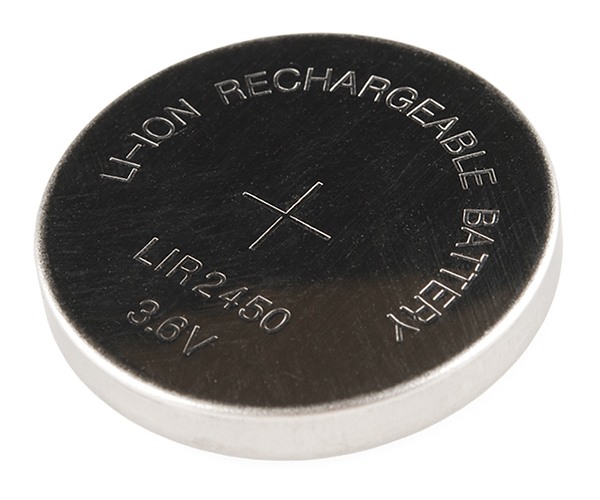 LI-ION RECHARGEABLE BATTERY
+
LIR2450
3.6V